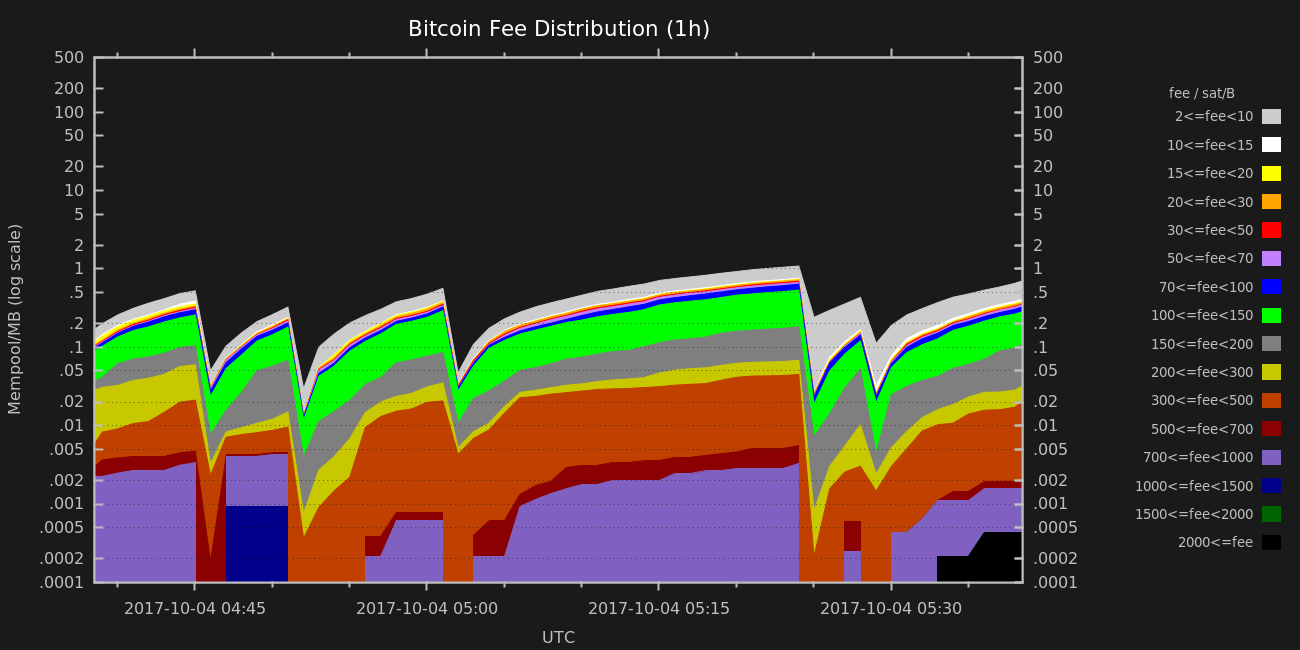 Bitcoin Fee Distribution (1h)
500 500
200 200
100 100
50 50
20 20
10 10
5 5
2 2
1 1
.5 .5
.2 .2
.1 .1
.05 .05
.02 .02
.01 .01
.005 .005
.002 .002
.001 .001
.0005 .0005
.0002 .0002
.0001 .0001
Mempool/MB (log scale)
2017-10-04 04:45 2017-10-04 05:00 2017-10-04 05:15 2017-10-04 05:30
UTC
fee / sat/B
2<=fee<10
10<=fee<15
15<=fee<20
20<=fee<30
30<=fee<50
50<=fee<70
70<=fee<100
100<=fee<150
150<=fee<200
200<=fee<300
300<=fee<500
500<=fee<700
700<=fee<1000
1000<=fee<1500
1500<=fee<2000
2000<=fee